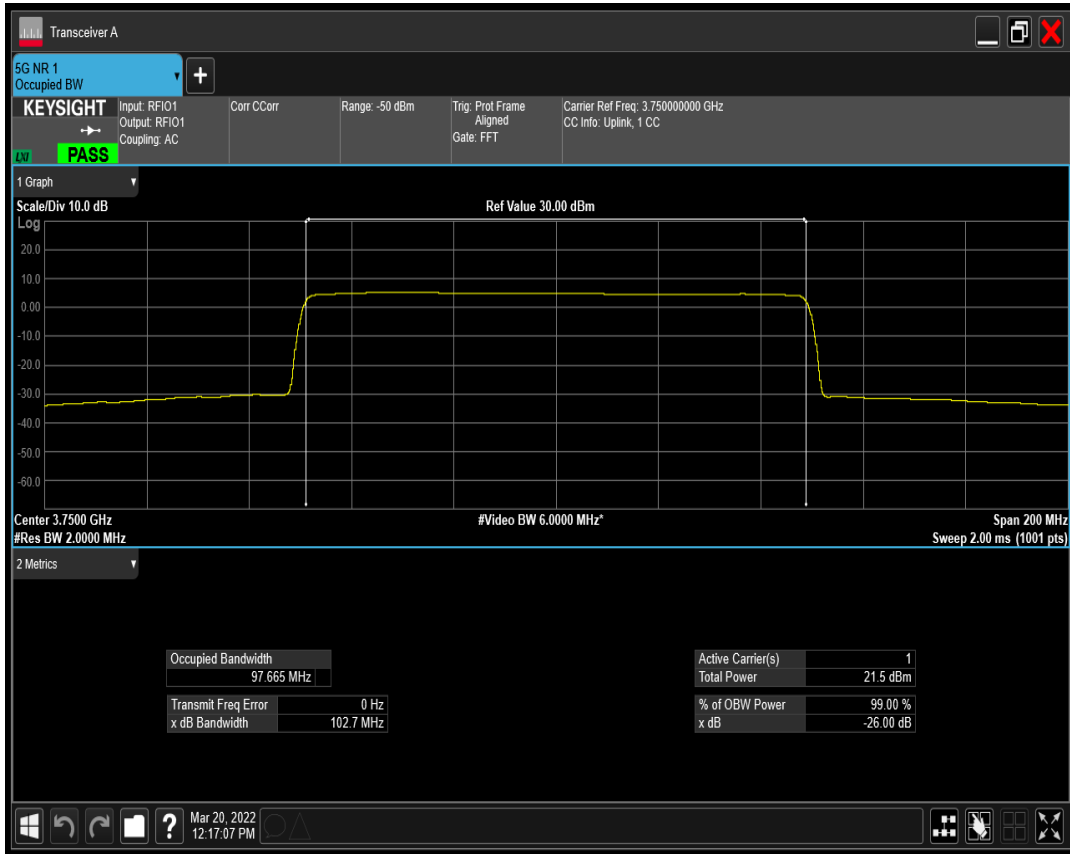 Transceiver A
5G NR 1
Occupied BW
+
KEYSIGHT
LXI
PASS
Input: RFIO1
Output: RFIO1
Coupling: AC
Corr CCorr
Range: -50 dBm
Trig: Prot Frame
Aligned
Gate: FFT
Carrier Ref Freq: 3.750000000 GHz
CC Info: Uplink, 1 CC
1 Graph
Scale/Div 10.0 dB
Ref Value 30.00 dBm
Log
20.0
10.0
0.00
-10.0
-20.0
-30.0
-40.0
-50.0
-60.0
Center 3.7500 GHz
#Video BW 6.0000 MHz*
Span 200 MHz
#Res BW 2.0000 MHz
Sweep 2.00 ms (1001 pts)
2 Metrics
Occupied Bandwidth
97.665 MHz
Transmit Freq Error 0 Hz
x dB Bandwidth 102.7 MHz
Active Carrier(s) 1
Total Power 21.5 dBm
% of OBW Power 99.00 %
x dB -26.00 dB
?
Mar 20, 2022
12:17:07 PM